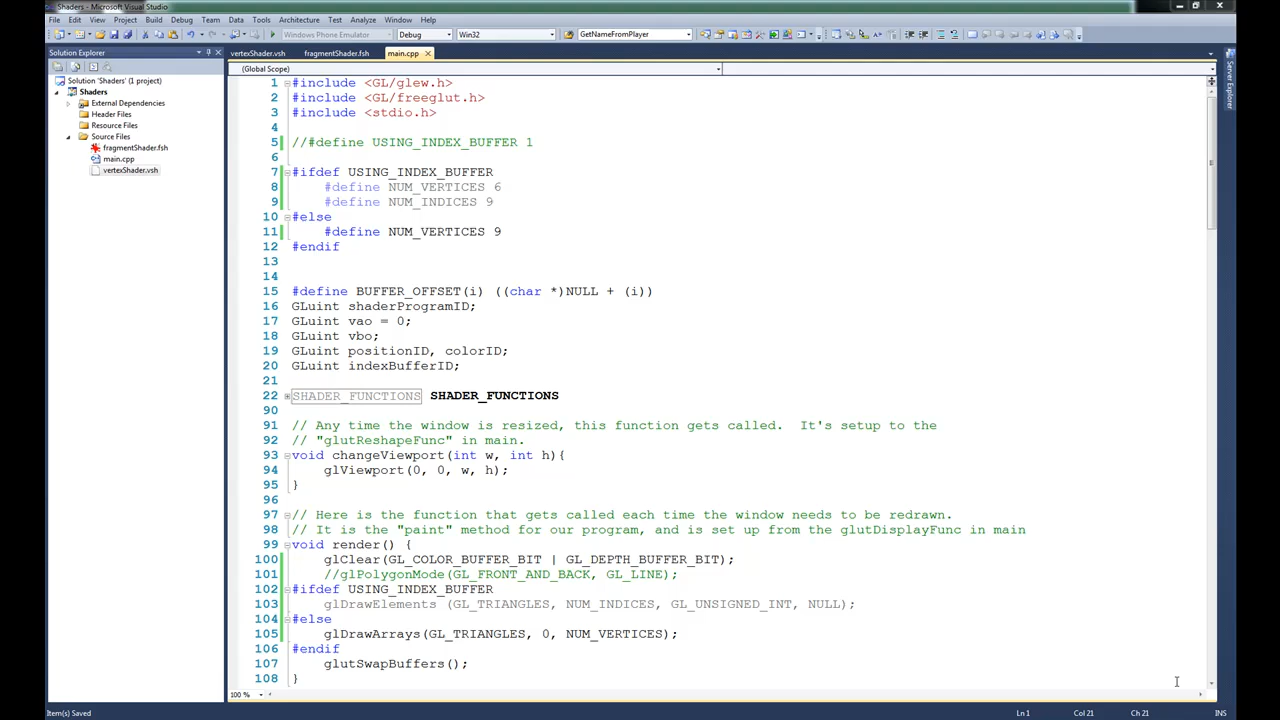 Shaders - Microsoft Visual Studio
File Edit View Project Build Debug Team Data Tools Architecture Test Analyze Window Help
Windows Phone Emulator Debug Win32 GetNameFromPlayer
Solution Explorer
vertexShader.vsh fragmentShader.fsh main.cpp
(Global Scope)
Solution 'Shaders' (1 project)
Shaders
External Dependencies
Header Files
Resource Files
Source Files
fragmentShader.fsh
main.cpp
vertexShader.vsh
Server Explorer
1 #include <GL/glew.h>
2 #include <GL/freeglut.h>
3 #include <stdio.h>
4
5 //#define USING_INDEX_BUFFER 1
6
7 #ifdef USING_INDEX_BUFFER
8 #define NUM_VERTICES 6
9 #define NUM_INDICES 9
10 #else
11 #define NUM_VERTICES 9
12 #endif
13
14
15 #define BUFFER_OFFSET(i) ((char *)NULL + (i))
16 GLuint shaderProgramID;
17 GLuint vao = 0;
18 GLuint vbo;
19 GLuint positionID, colorID;
20 GLuint indexBufferID;
21
22 SHADER_FUNCTIONS SHADER_FUNCTIONS
90
91 // Any time the window is resized, this function gets called.  It's setup to the
92 // "glutReshapeFunc" in main.
93 void changeViewport(int w, int h){
94 glViewport(0, 0, w, h);
95 }
96
97 // Here is the function that gets called each time the window needs to be redrawn.
98 // It is the "paint" method for our program, and is set up from the glutDisplayFunc in main
99 void render() {
100 glClear(GL_COLOR_BUFFER_BIT | GL_DEPTH_BUFFER_BIT);
101 //glPolygonMode(GL_FRONT_AND_BACK, GL_LINE);
102 #ifdef USING_INDEX_BUFFER
103 glDrawElements (GL_TRIANGLES, NUM_INDICES, GL_UNSIGNED_INT, NULL);
104 #else
105 glDrawArrays(GL_TRIANGLES, 0, NUM_VERTICES);
106 #endif
107 glutSwapBuffers();
108 }
100 %
Item(s) Saved Ln 1 Col 21 Ch 21 INS